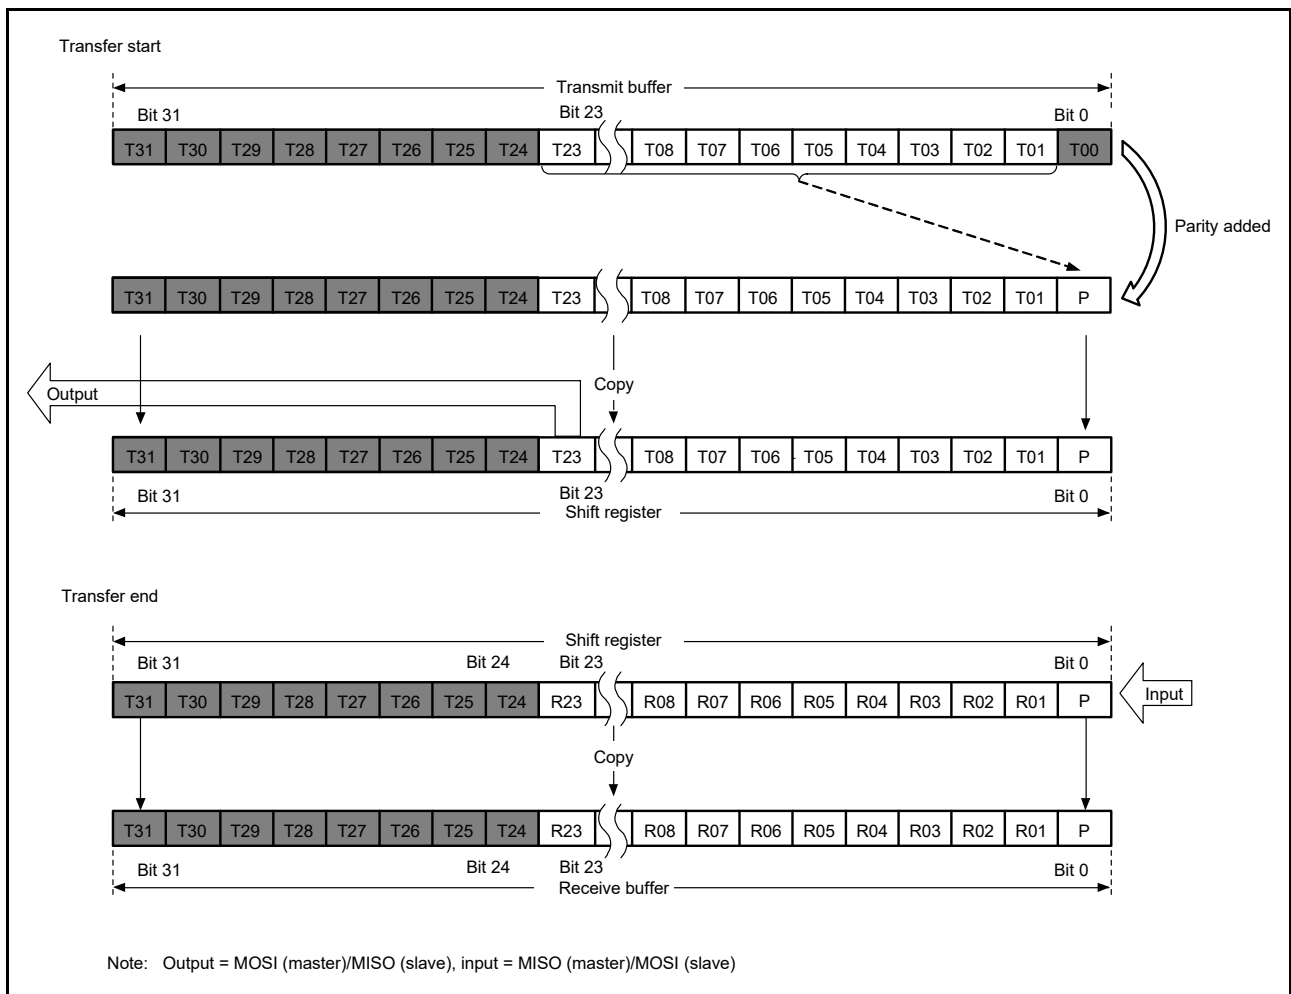 Transfer start
Transmit buffer
Bit 31 Bit 23 Bit 0
T31 T30 T29 T28 T27 T26 T25 T24 T23 T08 T07 T06 T05 T04 T03 T02 T01 T00
Parity added
T31 T30 T29 T28 T27 T26 T25 T24 T23 T08 T07 T06 T05 T04 T03 T02 T01 P
Copy
Output
T31 T30 T29 T28 T27 T26 T25 T24 T23 T08 T07 T06 T05 T04 T03 T02 T01 P
Bit 31 Bit 23 Bit 0
Shift register
Transfer end
Shift register
Bit 31 Bit 24 Bit 23 Bit 0
T31 T30 T29 T28 T27 T26 T25 T24 R23 R08 R07 R06 R05 R04 R03 R02 R01 P
Input
Copy
T31 T30 T29 T28 T27 T26 T25 T24 R23 R08 R07 R06 R05 R04 R03 R02 R01 P
Bit 31 Bit 24 Bit 23 Bit 0
Receive buffer
Note: Output = MOSI (master)/MISO (slave), input = MISO (master)/MOSI (slave)